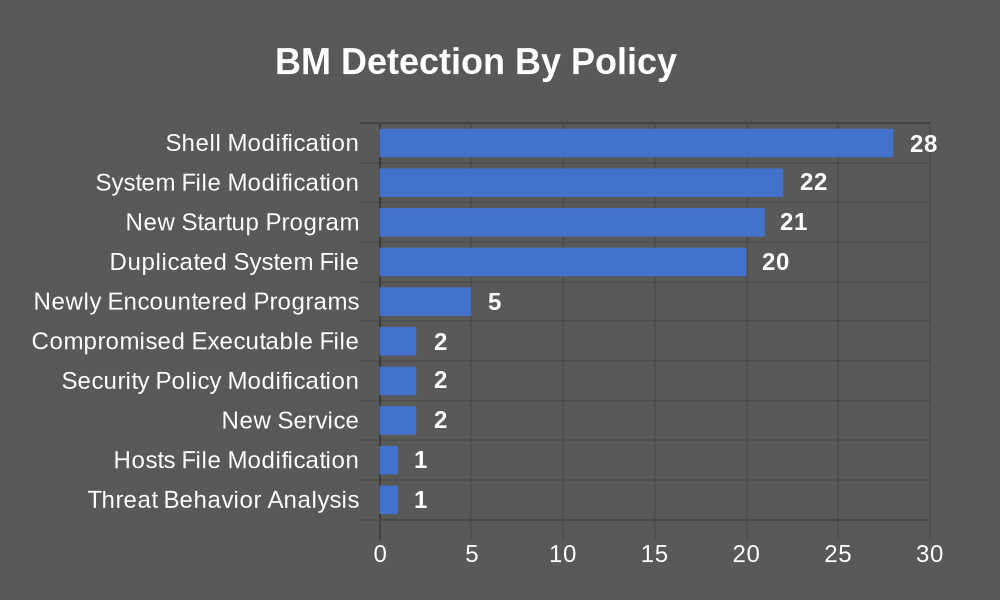 BM Detection By Policy
Shell Modification 28
System File Modification 22
New Startup Program 21
Duplicated System File 20
Newly Encountered Programs 5
Compromised Executable File 2
Security Policy Modification 2
New Service 2
Hosts File Modification 1
Threat Behavior Analysis 1
0 5 10 15 20 25 30